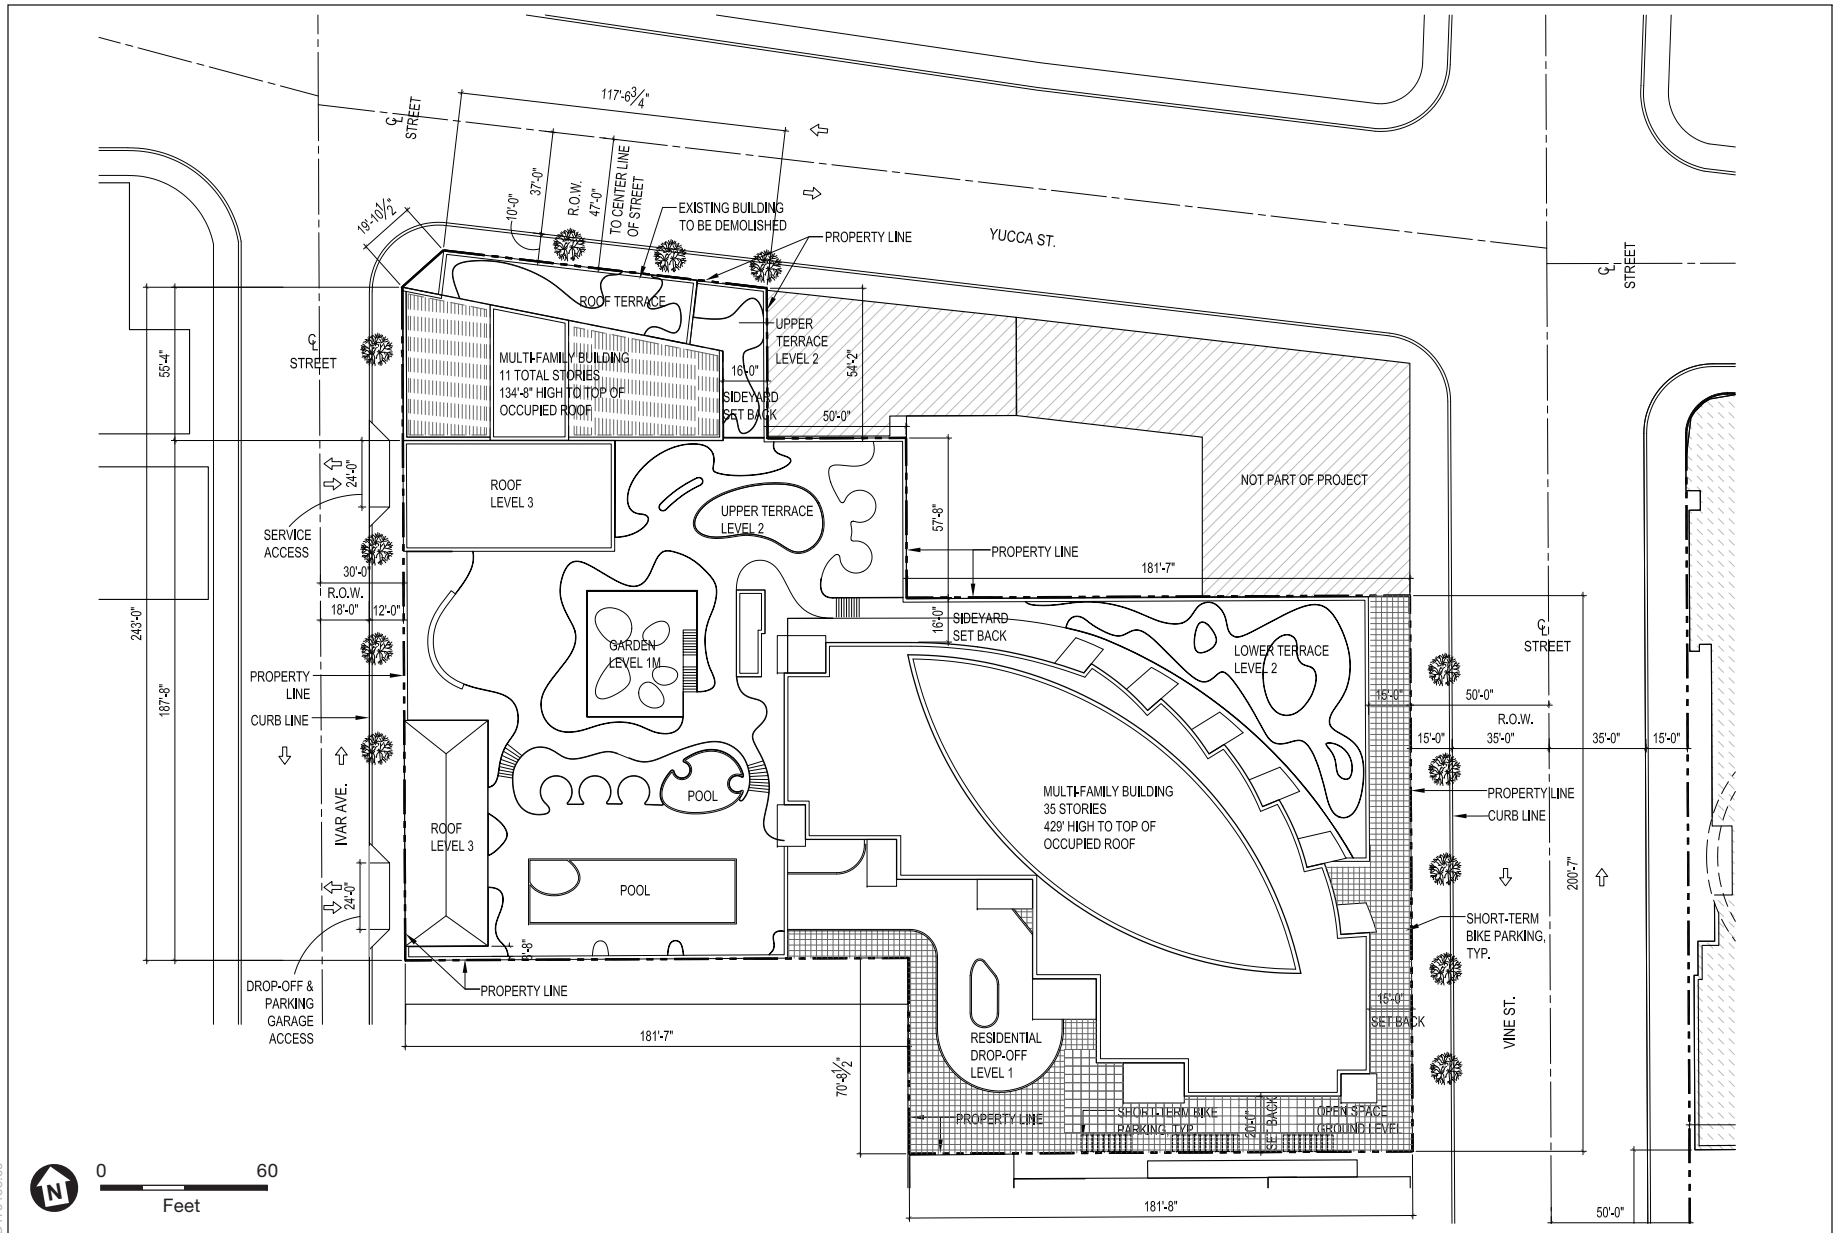 117'-6 3/4"
℄
STREET
19'-10 1/2"
10'-0"
37'-0"
R.O.W.
47'-0"
TO CENTER LINE
OF STREET
EXISTING BUILDING
TO BE DEMOLISHED
PROPERTY LINE
YUCCA ST.
℄
STREET
ROOF TERRACE
UPPER
TERRACE
LEVEL 2
℄
STREET
55'-4"
MULTI-FAMILY BUILDING
11 TOTAL STORIES
134'-8" HIGH TO TOP OF
OCCUPIED ROOF
16'-0"
SIDEYARD
SET BACK
54'-2"
50'-0"
24'-0"
SERVICE
ACCESS
ROOF
LEVEL 3
UPPER TERRACE
LEVEL 2
57'-8"
NOT PART OF PROJECT
PROPERTY LINE
181'-7"
30'-0"
R.O.W.
18'-0"
12'-0"
243'-0"
187'-8"
16'-0"
SIDEYARD
SET BACK
GARDEN
LEVEL 1M
LOWER TERRACE
LEVEL 2
℄
STREET
PROPERTY
LINE
CURB LINE
15'-0"
50'-0"
R.O.W.
15'-0"
35'-0"
35'-0"
15'-0"
IVAR AVE.
POOL
MULTI-FAMILY BUILDING
35 STORIES
429' HIGH TO TOP OF
OCCUPIED ROOF
PROPERTY LINE
CURB LINE
ROOF
LEVEL 3
POOL
24'-0"
200'-7"
SHORT-TERM
BIKE PARKING,
TYP.
DROP-OFF &
PARKING
GARAGE
ACCESS
PROPERTY LINE
15'-0"
SET BACK
VINE ST.
181'-7"
RESIDENTIAL
DROP-OFF
LEVEL 1
70'-8 1/2"
PROPERTY LINE
SHORT-TERM BIKE
PARKING, TYP.
20'-0"
SET BACK
OPEN SPACE
GROUND LEVEL
N
0 60
Feet
181'-8"
50'-0"